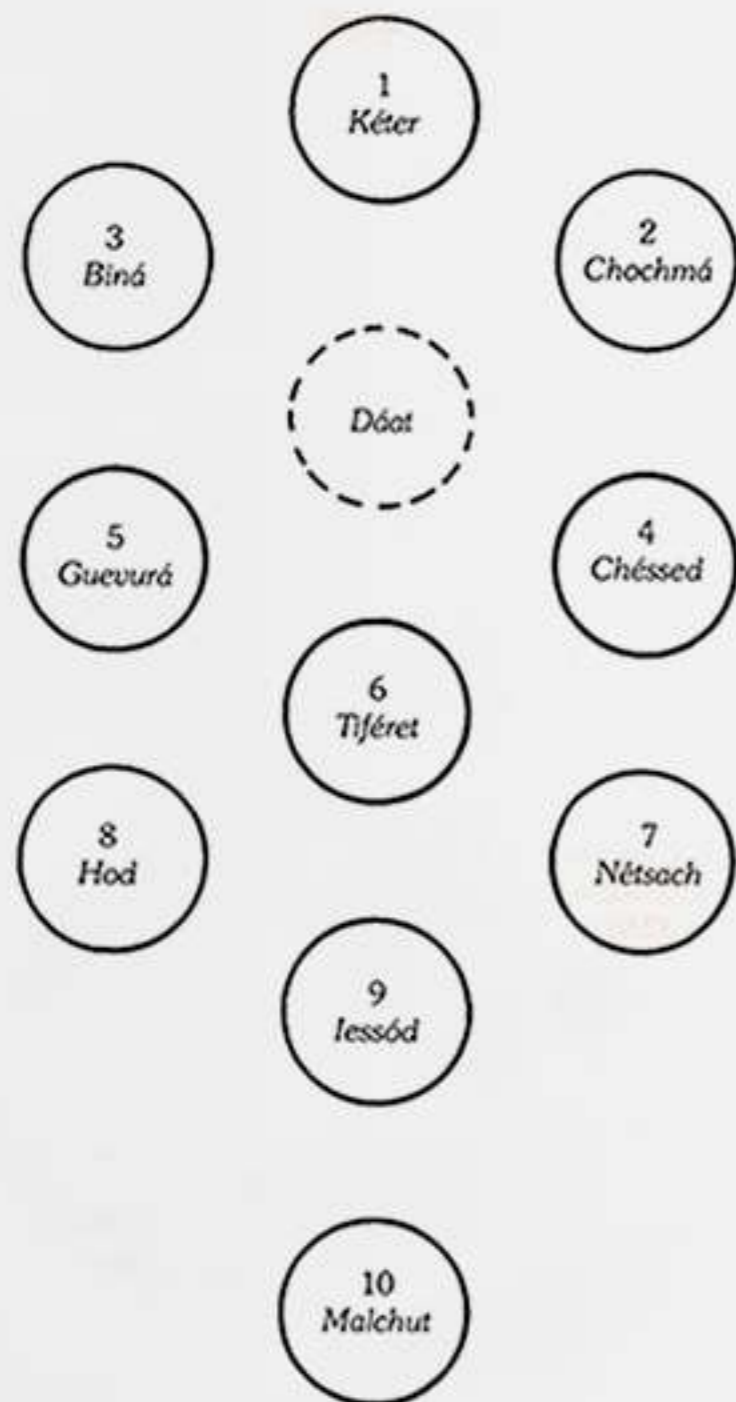 1
Kéter
3
Biná
2
Chochmá
Dáat
5
Guevurá
4
Chéssed
6
Tiféret
8
Hod
7
Nétsach
9
Iessód
10
Malchut